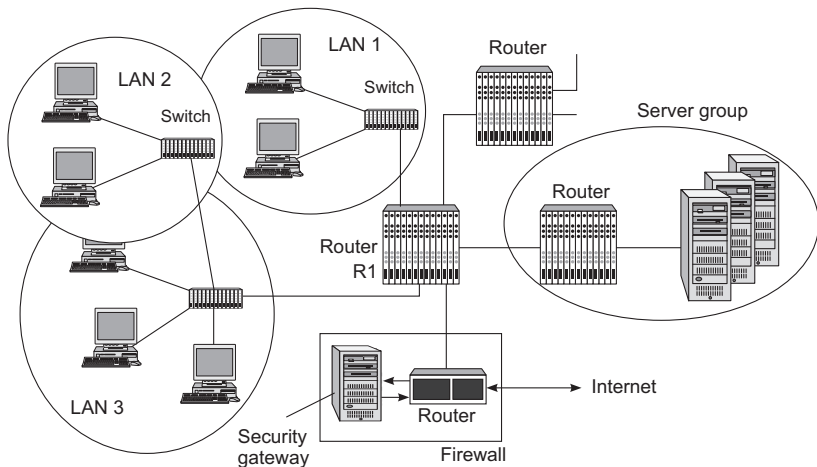 LAN 1
Router
LAN 2
Switch
Switch
Server group
Router
Router
R1
LAN 3
Router
Internet
Security
gateway
Firewall